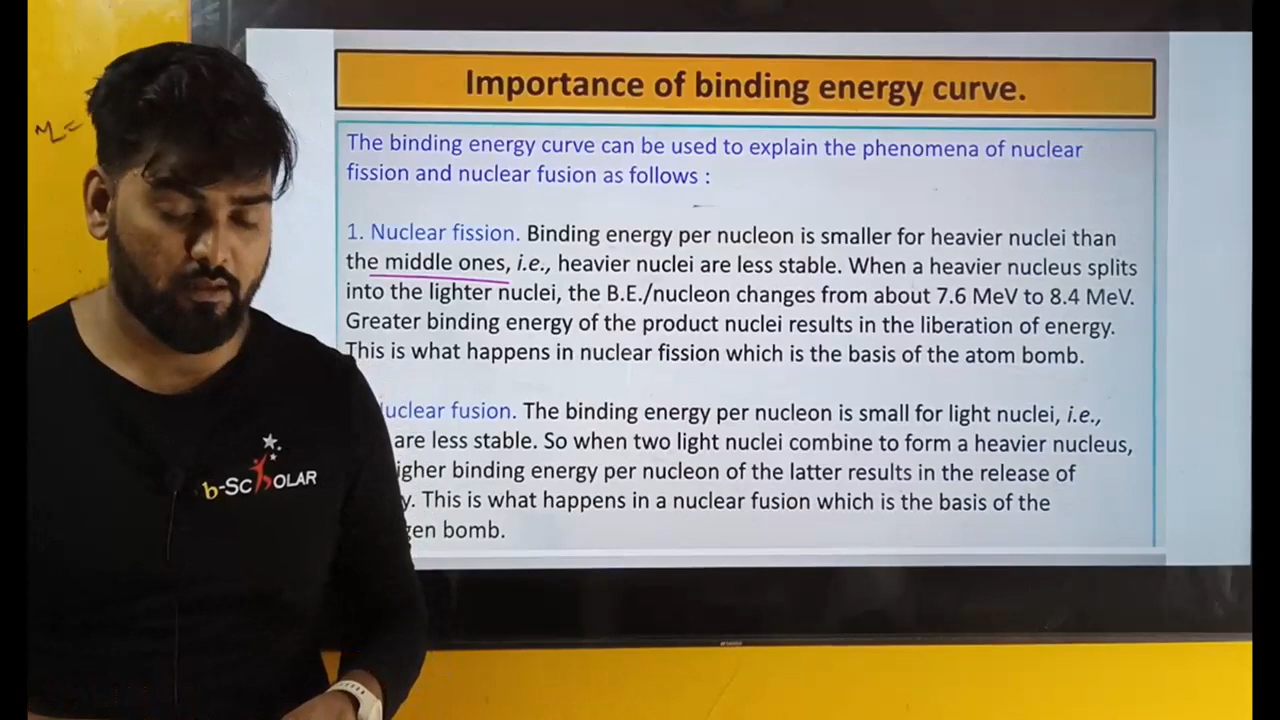 Importance of binding energy curve.
The binding energy curve can be used to explain the phenomena of nuclear
fission and nuclear fusion as follows :
1. Nuclear fission. Binding energy per nucleon is smaller for heavier nuclei than
the middle ones, i.e., heavier nuclei are less stable. When a heavier nucleus splits
into the lighter nuclei, the B.E./nucleon changes from about 7.6 MeV to 8.4 MeV.
Greater binding energy of the product nuclei results in the liberation of energy.
This is what happens in nuclear fission which is the basis of the atom bomb.
uclear fusion. The binding energy per nucleon is small for light nuclei, i.e.,
are less stable. So when two light nuclei combine to form a heavier nucleus,
igher binding energy per nucleon of the latter results in the release of
y. This is what happens in a nuclear fusion which is the basis of the
gen bomb.
b-SchOLAR